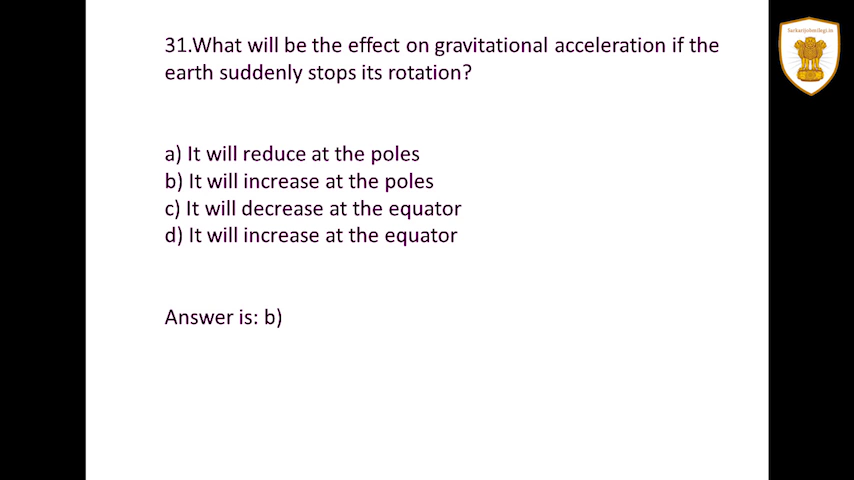 Sarkarijobmilegi.in
31.What will be the effect on gravitational acceleration if the
earth suddenly stops its rotation?
a) It will reduce at the poles
b) It will increase at the poles
c) It will decrease at the equator
d) It will increase at the equator
Answer is: b)